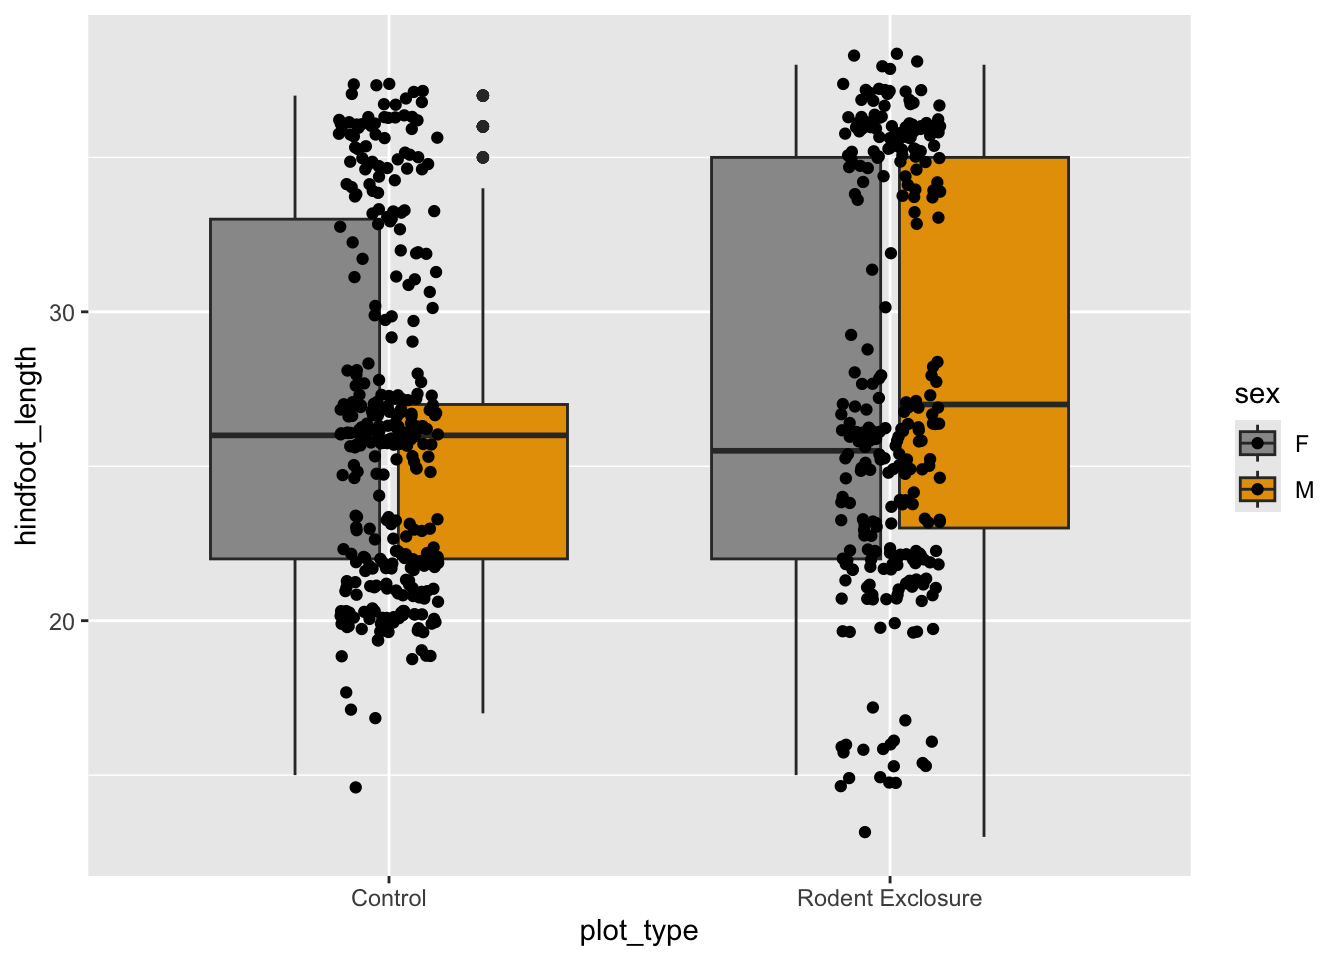 hindfoot_length
30
20
Control
Rodent Exclosure
plot_type
sex
F
M